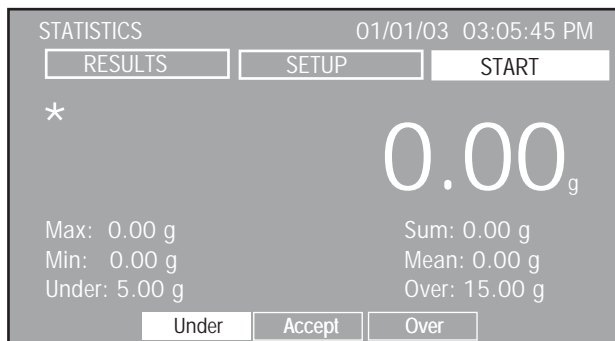 STATISTICS 01/01/03 03:05:45 PM
RESULTS SETUP START
*
0.00 g
Max: 0.00 g Sum: 0.00 g
Min: 0.00 g Mean: 0.00 g
Under: 5.00 g Over: 15.00 g
Under Accept Over